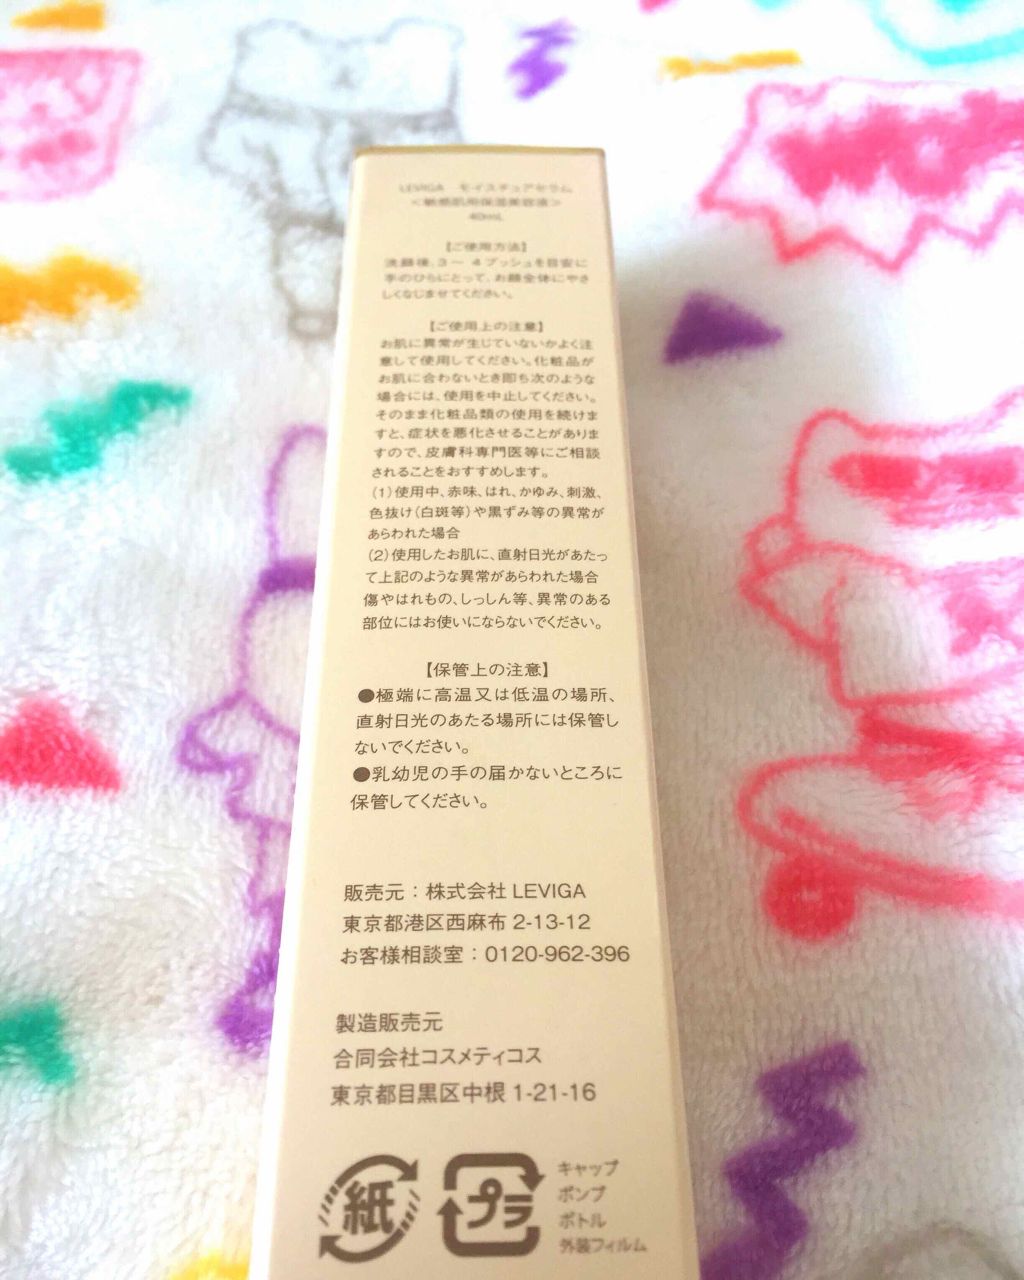 LEVIGA モイスチュアセラム
＜敏感肌用保湿美容液＞
40mL
【ご使用方法】
洗顔後、3〜4プッシュを目安に
手のひらにとって、お顔全体にやさ
しくなじませてください。
【ご使用上の注意】
お肌に異常が生じていないかよく注
意して使用してください。化粧品が
お肌に合わないとき即ち次のような
場合には、使用を中止してください。
そのまま化粧品類の使用を続けま
すと、症状を悪化させることがありま
すので、皮膚科専門医等にご相談
されることをおすすめします。
（1）使用中、赤味、はれ、かゆみ、刺激、
色抜け（白斑等）や黒ずみ等の異常が
あらわれた場合
（2）使用したお肌に、直射日光があたっ
て上記のような異常があらわれた場合
傷やはれもの、しっしん等、異常のある
部位にはお使いにならないでください。
【保管上の注意】
●極端に高温又は低温の場所、
直射日光のあたる場所には保管し
ないでください。
●乳幼児の手の届かないところに
保管してください。
販売元：株式会社 LEVIGA
東京都港区西麻布 2-13-12
お客様相談室：0120-962-396
製造販売元
合同会社コスメティコス
東京都目黒区中根 1-21-16
紙
プラ
キャップ
ポンプ
ボトル
外装フィルム